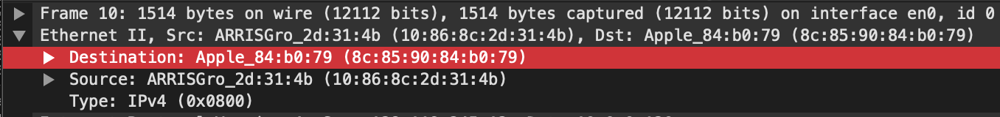 Frame 10: 1514 bytes on wire (12112 bits), 1514 bytes captured (12112 bits) on interface en0, id 0
Ethernet II, Src: ARRISGro_2d:31:4b (10:86:8c:2d:31:4b), Dst: Apple_84:b0:79 (8c:85:90:84:b0:79)
Destination: Apple_84:b0:79 (8c:85:90:84:b0:79)
Source: ARRISGro_2d:31:4b (10:86:8c:2d:31:4b)
Type: IPv4 (0x0800)